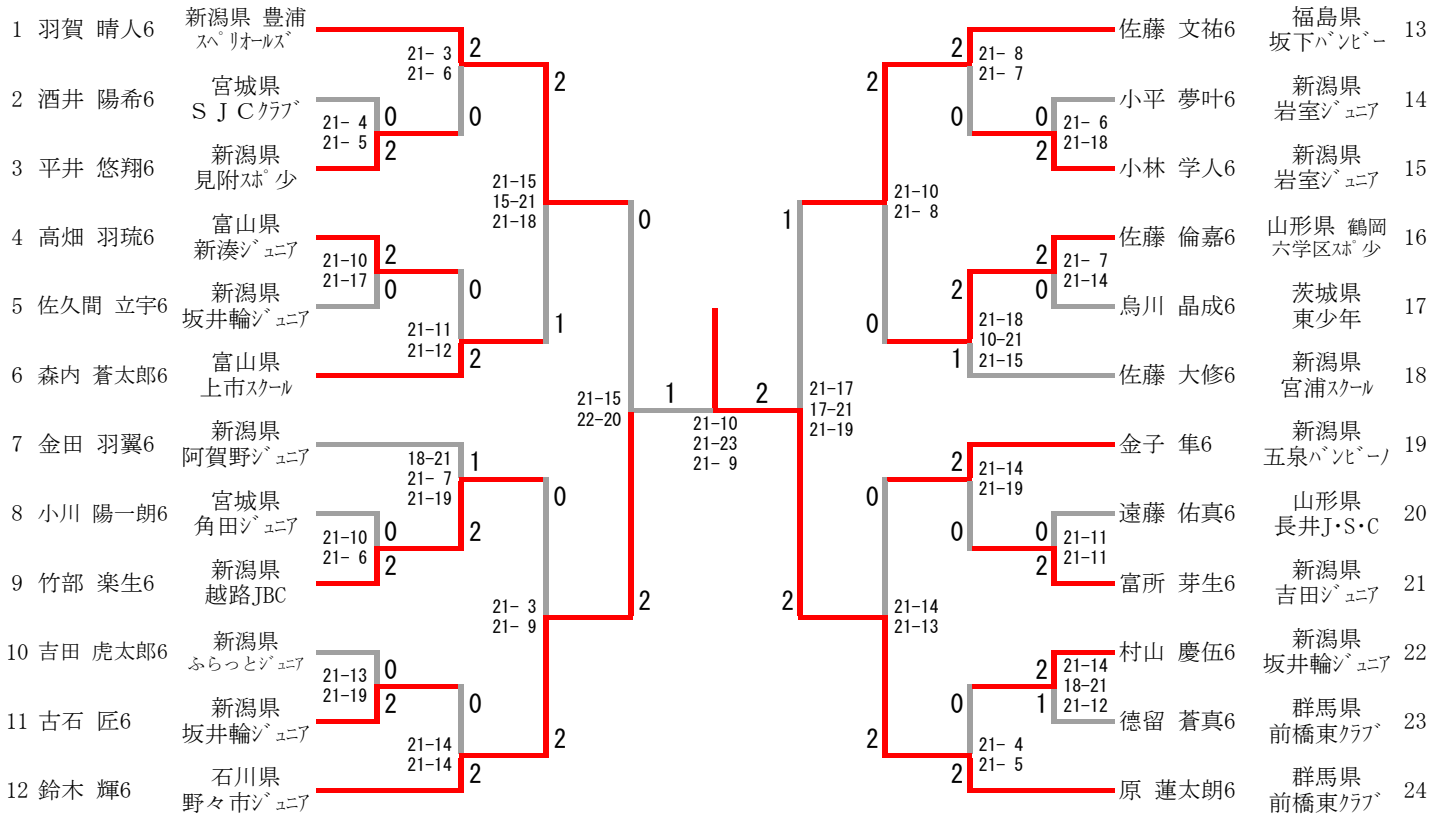 1 羽賀 晴人6 新潟県 豊浦
スペリオールズ
2 酒井 陽希6 宮城県
ＳＪＣクラブ
3 平井 悠翔6 新潟県
見附スポ少
4 高畑 羽琉6 富山県
新湊ジュニア
5 佐久間 立宇6 新潟県
坂井輪ジュニア
6 森内 蒼太郎6 富山県
上市スクール
7 金田 羽翼6 新潟県
阿賀野ジュニア
8 小川 陽一朗6 宮城県
角田ジュニア
9 竹部 楽生6 新潟県
越路JBC
10 吉田 虎太郎6 新潟県
ふらっとジュニア
11 古石 匠6 新潟県
坂井輪ジュニア
12 鈴木 輝6 石川県
野々市ジュニア
21- 3
21- 6
2
0
21- 4
21- 5
0
2
21-10
21-17
2
0
21-11
21-12
0
2
21-15
15-21
21-18
2
1
18-21
21- 7
21-19
1
2
21-10
21- 6
0
2
21-13
21-19
0
2
21-14
21-14
0
2
21- 3
21- 9
0
2
21-15
22-20
0
2
1
2
21-10
21-23
21- 9
21-17
17-21
21-19
1
2
21-10
21- 8
2
0
21- 8
21- 7
2
0
21- 6
21-18
0
2
21- 7
21-14
2
0
21-18
10-21
21-15
2
1
21-14
21-13
0
2
21-14
21-19
2
0
21-11
21-11
0
2
21-14
18-21
21-12
2
1
21- 4
21- 5
0
2
佐藤 文祐6 福島県 13
坂下バンビー
小平 夢叶6 新潟県 14
岩室ジュニア
小林 学人6 新潟県 15
岩室ジュニア
佐藤 倫嘉6 山形県 鶴岡 16
六学区スポ少
烏川 晶成6 茨城県 17
東少年
佐藤 大修6 新潟県 18
宮浦スクール
金子 隼6 新潟県 19
五泉バンビーノ
遠藤 佑真6 山形県 20
長井J・S・C
富所 芽生6 新潟県 21
吉田ジュニア
村山 慶伍6 新潟県 22
坂井輪ジュニア
徳留 蒼真6 群馬県 23
前橋東クラブ
原 蓮太朗6 群馬県 24
前橋東クラブ